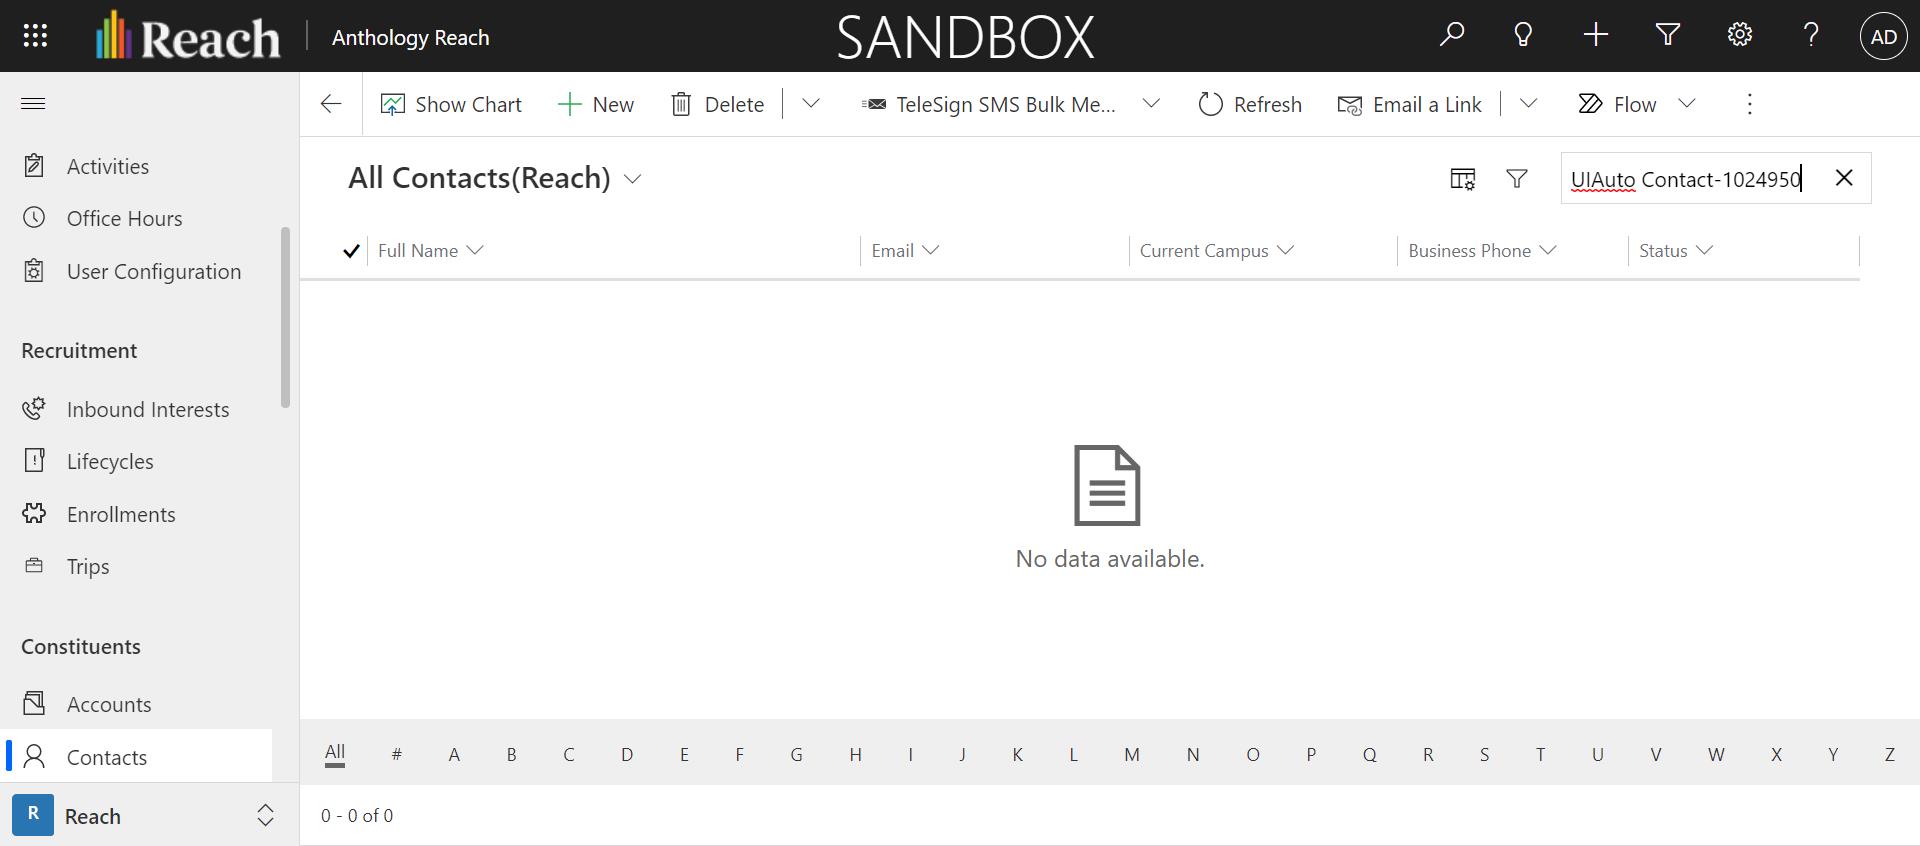 Reach
Anthology Reach
SANDBOX
?
AD
Show Chart
New
Delete
TeleSign SMS Bulk Me...
Refresh
Email a Link
Flow
Activities
Office Hours
User Configuration
Recruitment
Inbound Interests
Lifecycles
Enrollments
Trips
Constituents
Accounts
Contacts
R
Reach
All Contacts(Reach)
UIAuto Contact-1024950
Full Name
Email
Current Campus
Business Phone
Status
No data available.
All # A B C D E F G H I J K L M N O P Q R S T U V W X Y Z
0 - 0 of 0